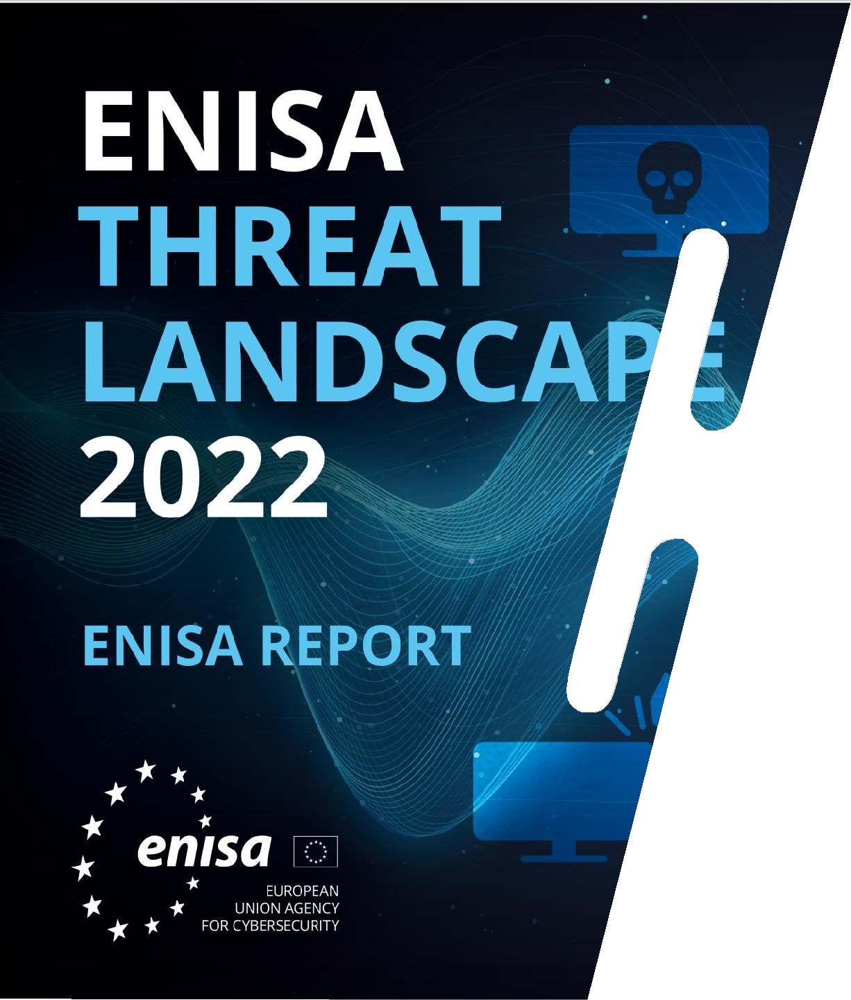 ENISA
THREAT
LANDSCAPE
2022
ENISA REPORT
enisa
EUROPEAN
UNION AGENCY
FOR CYBERSECURITY